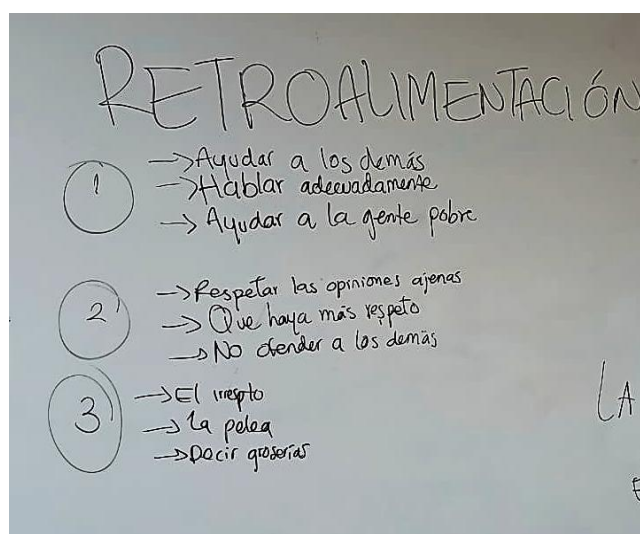 RETROALIMENTACIÓN
1 → Ayudar a los demás
→ Hablar adecuadamente
→ Ayudar a la gente pobre
2 → Respetar las opiniones ajenas
→ Que haya más respeto
→ No ofender a los demás
3 → El irrespto
→ La pelea
→ Decir groserías
LA
E